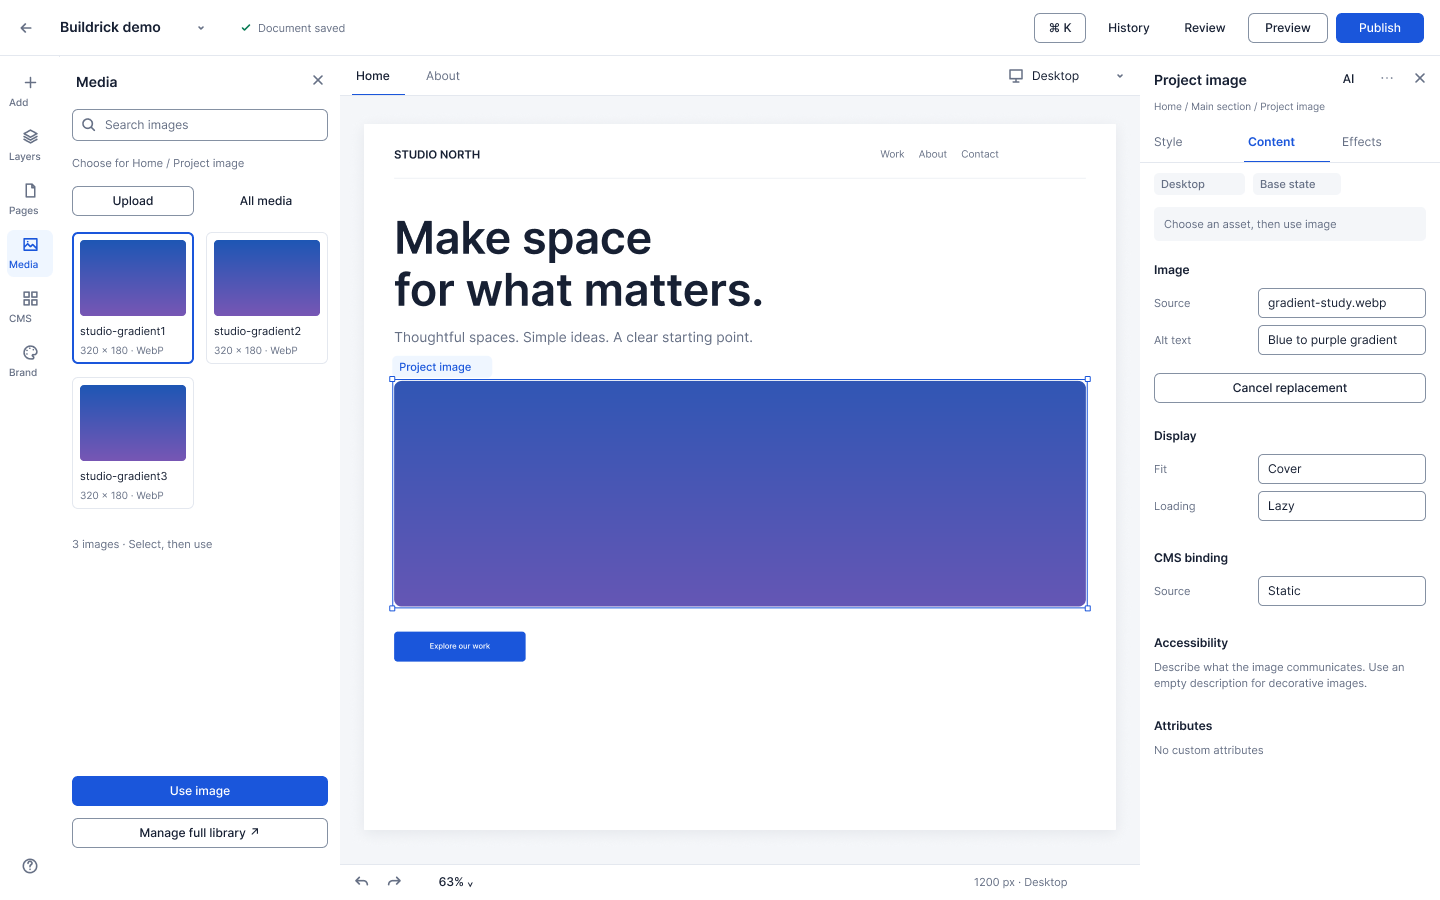 Buildrick demo
Document saved
⌘ K
History
Review
Preview
Publish
Add
Layers
Pages
Media
CMS
Brand
Media
Search images
Choose for Home / Project image
Upload
All media
studio-gradient1
320 × 180 · WebP
studio-gradient2
320 × 180 · WebP
studio-gradient3
320 × 180 · WebP
3 images · Select, then use
Use image
Manage full library ↗
Home
About
Desktop
STUDIO NORTH
Work
About
Contact
Make space
for what matters.
Thoughtful spaces. Simple ideas. A clear starting point.
Project image
Explore our work
63%
1200 px · Desktop
Project image
AI
···
Home / Main section / Project image
Style
Content
Effects
Desktop
Base state
Choose an asset, then use image
Image
Source
gradient-study.webp
Alt text
Blue to purple gradient
Cancel replacement
Display
Fit
Cover
Loading
Lazy
CMS binding
Source
Static
Accessibility
Describe what the image communicates. Use an
empty description for decorative images.
Attributes
No custom attributes